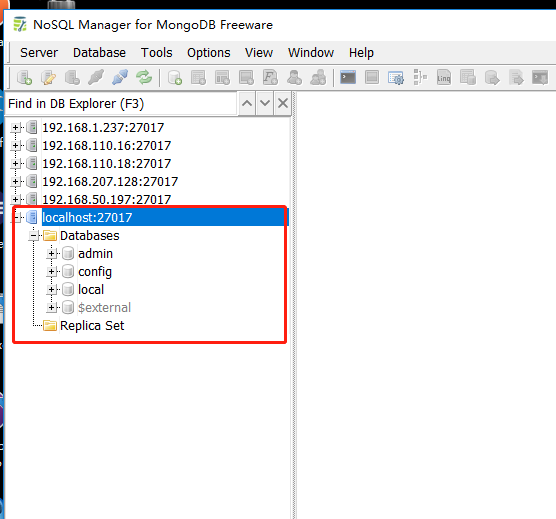 NoSQL Manager for MongoDB Freeware
Server Database Tools Options View Window Help
Find in DB Explorer (F3)
192.168.1.237:27017
192.168.110.16:27017
192.168.110.18:27017
192.168.207.128:27017
192.168.50.197:27017
localhost:27017
Databases
admin
config
local
$external
Replica Set